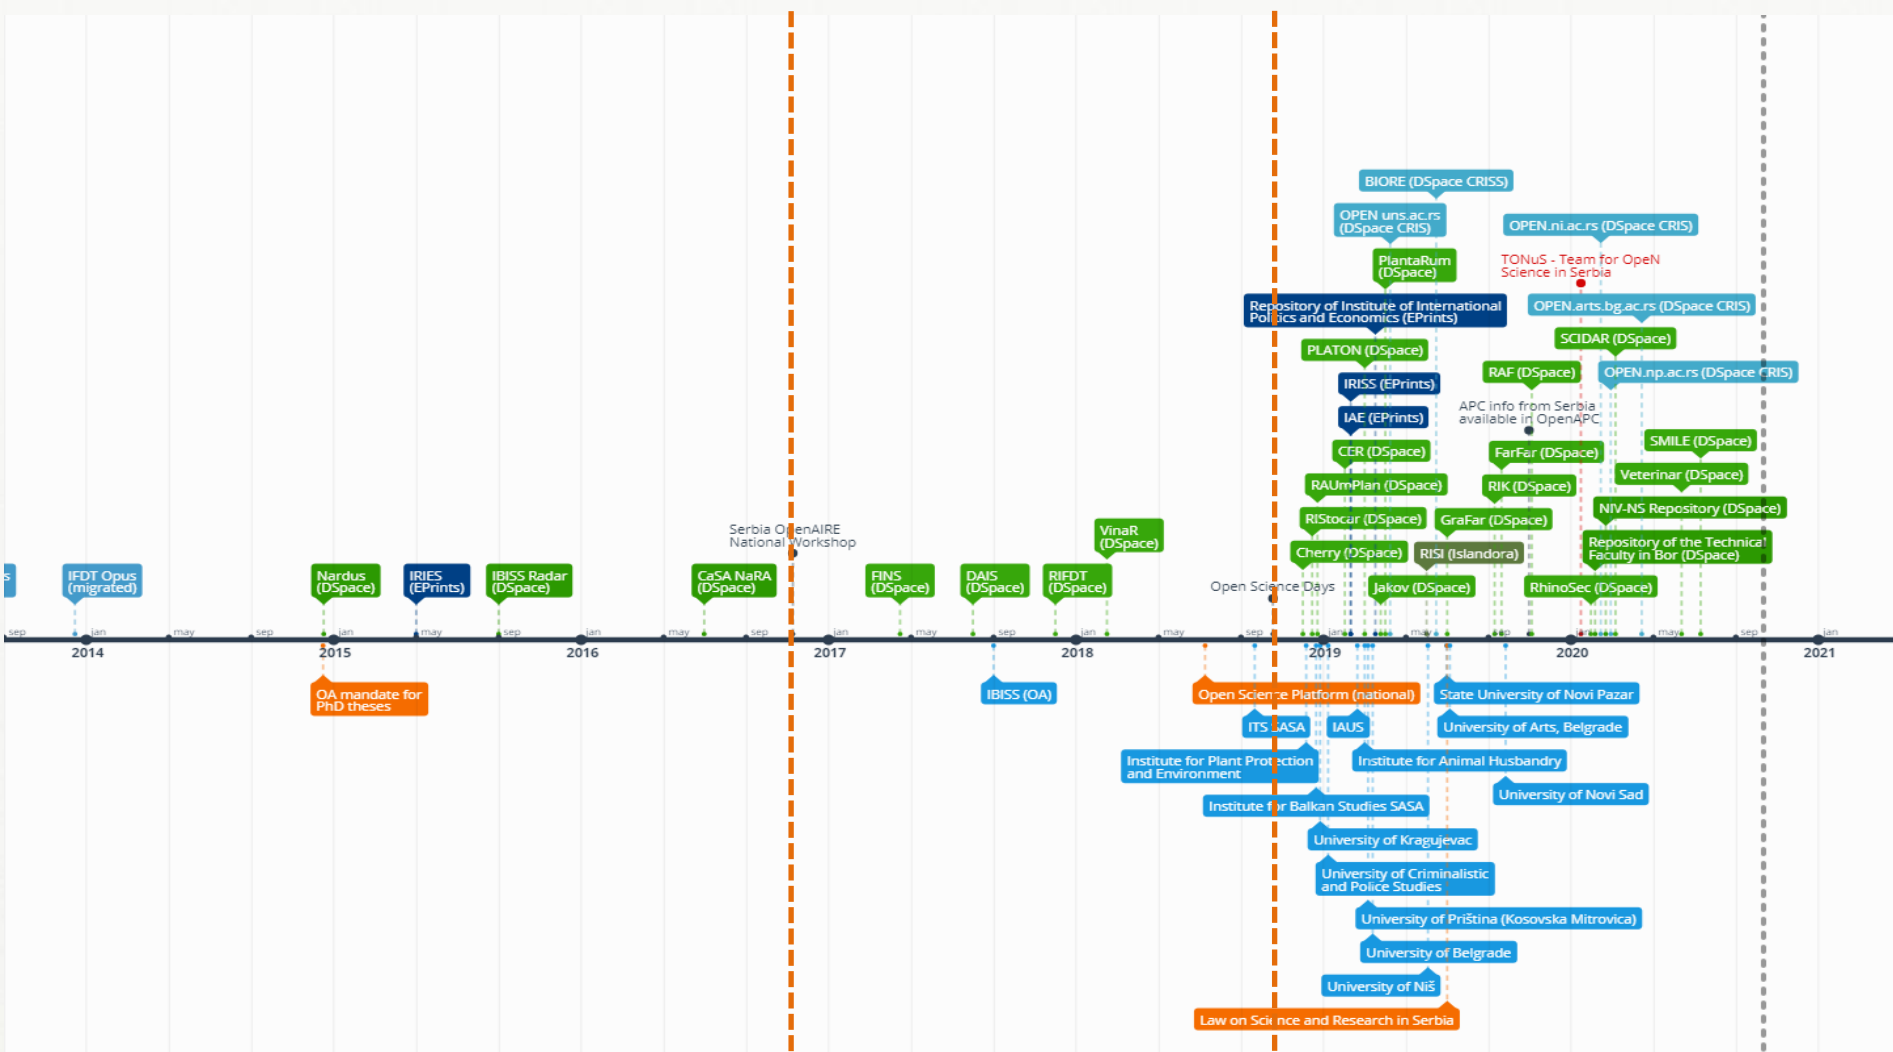 BIORE (DSpace CRISS)
OPEN uns.ac.rs
(DSpace CRIS)
OPEN.ni.ac.rs (DSpace CRIS)
PlantaRum
(DSpace)
TONuS - Team for OpeN
Science in Serbia
Repository of Institute of International
Politics and Economics (EPrints)
OPEN.arts.bg.ac.rs (DSpace CRIS)
SCIDAR (DSpace)
PLATON (DSpace)
RAF (DSpace)
OPEN.np.ac.rs (DSpace CRIS)
IRISS (EPrints)
APC info from Serbia
available in OpenAPC
IAE (EPrints)
SMILE (DSpace)
CER (DSpace)
FarFar (DSpace)
Veterinar (DSpace)
RAUmPlan (DSpace)
RIK (DSpace)
NIV-NS Repository (DSpace)
RIStocar (DSpace)
GraFar (DSpace)
Serbia OpenAIRE
National Workshop
VinaR
(DSpace)
Cherry (DSpace)
RISI (Islandora)
Repository of the Technical
Faculty in Bor (DSpace)
s
IFDT Opus
(migrated)
Nardus
(DSpace)
IRIES
(EPrints)
IBISS Radar
(DSpace)
CaSA NaRA
(DSpace)
FINS
(DSpace)
DAIS
(DSpace)
RIFDT
(DSpace)
Open Science Days
Jakov (DSpace)
RhinoSec (DSpace)
sep jan may sep jan may sep jan may sep jan may sep jan may sep jan may sep jan may sep jan
2014 2015 2016 2017 2018 2019 2020 2021
OA mandate for
PhD theses
IBISS (OA)
Open Science Platform (national)
State University of Novi Pazar
ITS SASA
IAUS
University of Arts, Belgrade
Institute for Plant Protection
and Environment
Institute for Animal Husbandry
University of Novi Sad
Institute for Balkan Studies SASA
University of Kragujevac
University of Criminalistic
and Police Studies
University of Priština (Kosovska Mitrovica)
University of Belgrade
University of Niš
Law on Science and Research in Serbia